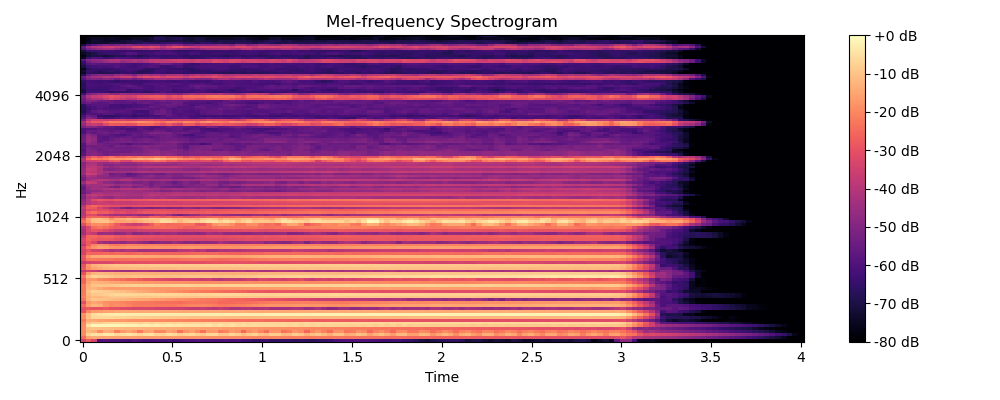 Mel-frequency Spectrogram
+0 dB
-10 dB
-20 dB
-30 dB
-40 dB
-50 dB
-60 dB
-70 dB
-80 dB
4096
2048
1024
512
0
Hz
0 0.5 1 1.5 2 2.5 3 3.5 4
Time